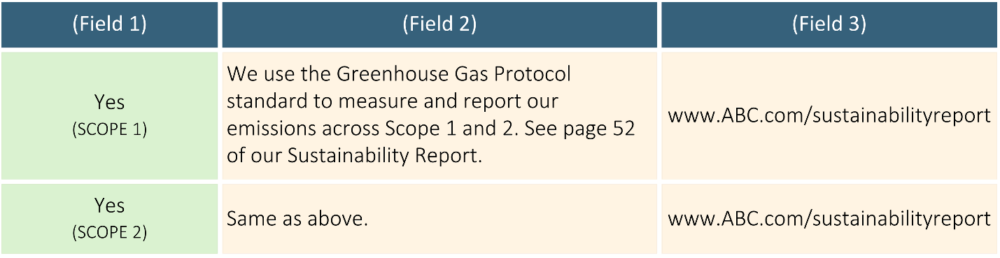 (Field 1)
(Field 2)
(Field 3)
Yes
(SCOPE 1)
We use the Greenhouse Gas Protocol
standard to measure and report our
emissions across Scope 1 and 2. See page 52
of our Sustainability Report.
www.ABC.com/sustainabilityreport
Yes
(SCOPE 2)
Same as above.
www.ABC.com/sustainabilityreport